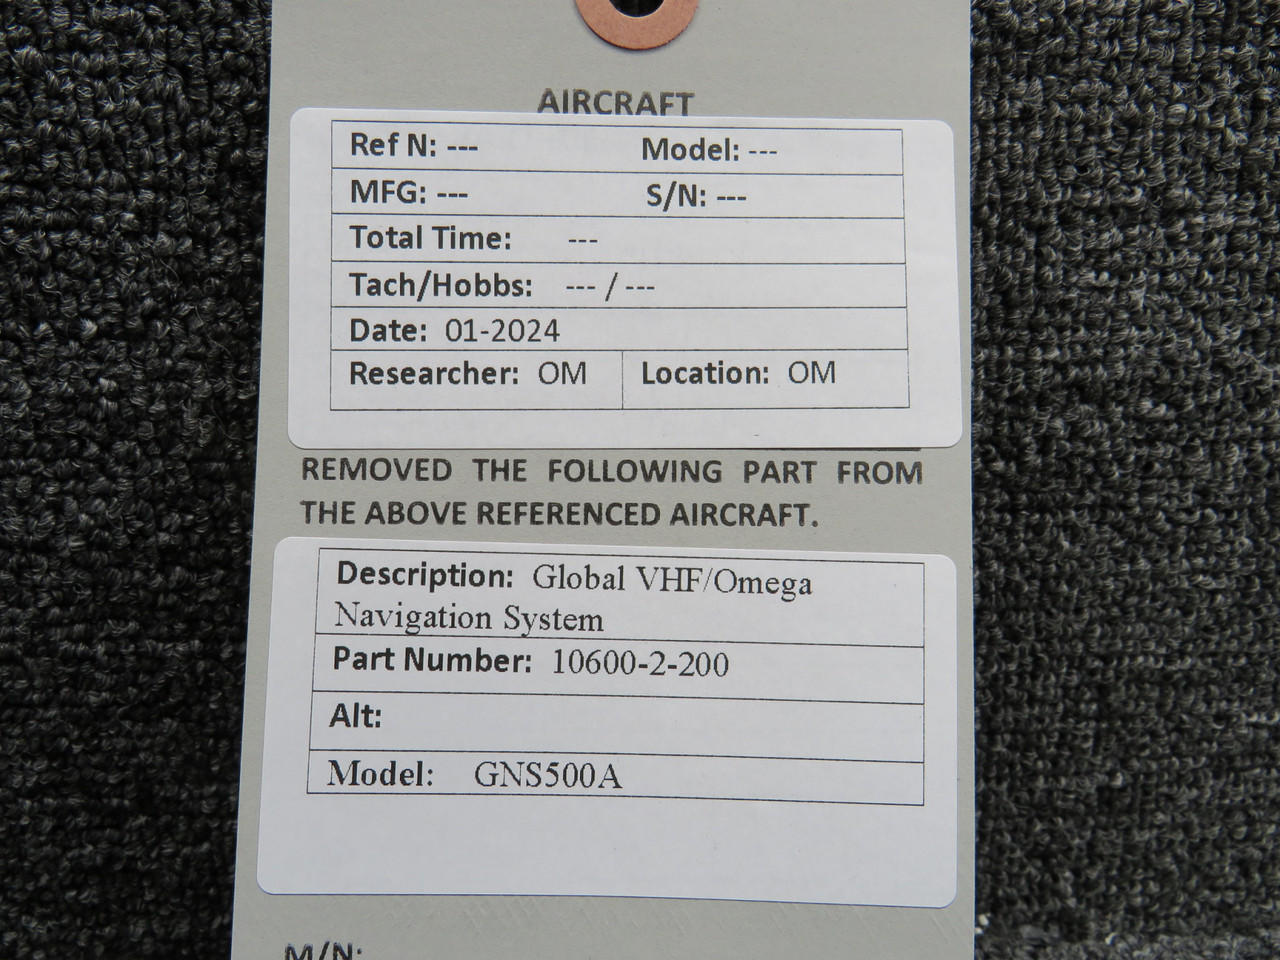 AIRCRAFT
Ref N: --- Model: ---
MFG: --- S/N: ---
Total Time: ---
Tach/Hobbs: --- / ---
Date: 01-2024
Researcher: OM Location: OM
REMOVED THE FOLLOWING PART FROM
THE ABOVE REFERENCED AIRCRAFT.
Description: Global VHF/Omega
Navigation System
Part Number: 10600-2-200
Alt:
Model: GNS500A
M/N: